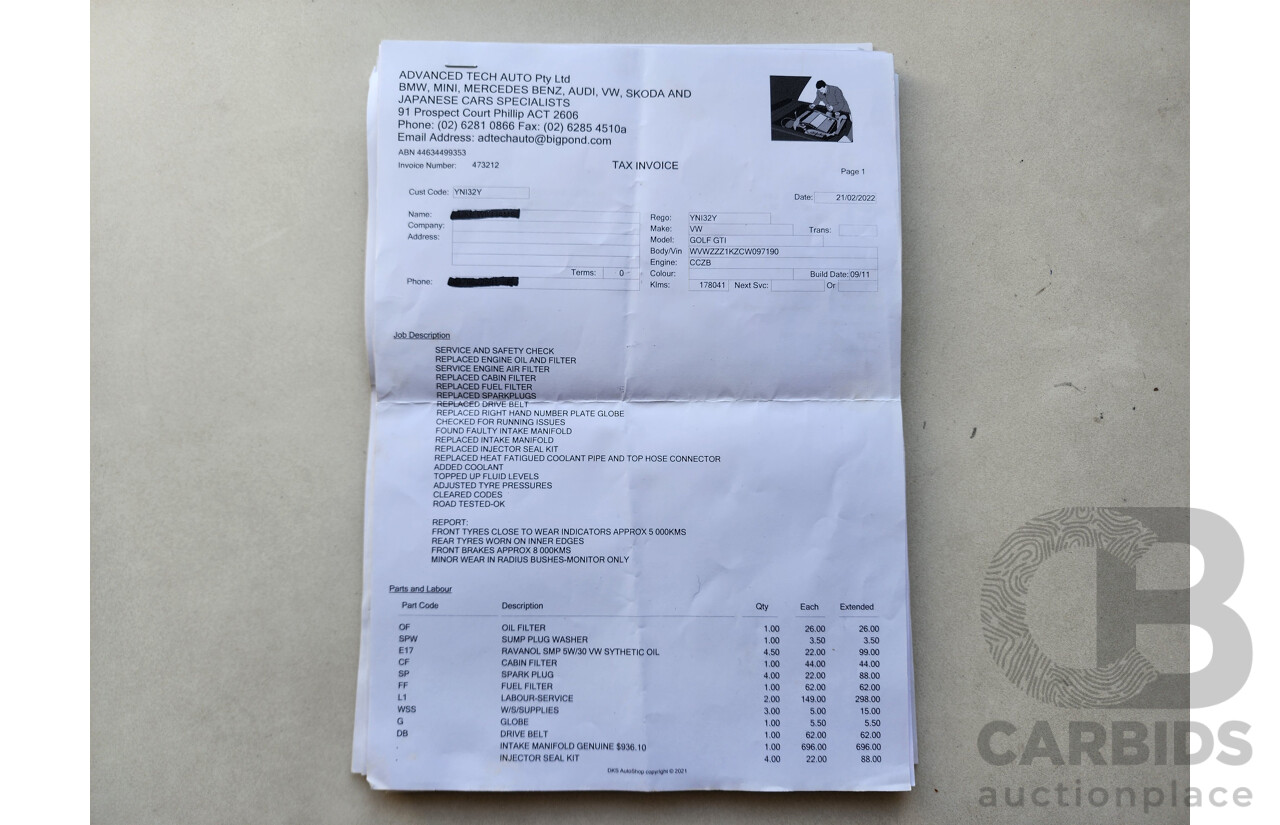 ADVANCED TECH AUTO Pty Ltd
BMW, MINI, MERCEDES BENZ, AUDI, VW, SKODA AND
JAPANESE CARS SPECIALISTS
91 Prospect Court Phillip ACT 2606
Phone: (02) 6281 0866 Fax: (02) 6285 4510a
Email Address: adtechauto@bigpond.com
ABN 44634499353
Invoice Number: 473212 TAX INVOICE
Page 1
Cust Code: YNI32Y Date: 21/02/2022
Name: Rego: YNI32Y
Company: Make: VW Trans:
Address: Model: GOLF GTI
Body/Vin WVWZZZ1KZCW097190
Engine: CCZB
Terms: 0 Colour: Build Date: 09/11
Phone: Klms: 178041 Next Svc: Or
Job Description
SERVICE AND SAFETY CHECK
REPLACED ENGINE OIL AND FILTER
SERVICE ENGINE AIR FILTER
REPLACED CABIN FILTER
REPLACED FUEL FILTER
REPLACED SPARKPLUGS
REPLACED DRIVE BELT
REPLACED RIGHT HAND NUMBER PLATE GLOBE
CHECKED FOR RUNNING ISSUES
FOUND FAULTY INTAKE MANIFOLD
REPLACED INTAKE MANIFOLD
REPLACED INJECTOR SEAL KIT
REPLACED HEAT FATIGUED COOLANT PIPE AND TOP HOSE CONNECTOR
ADDED COOLANT
TOPPED UP FLUID LEVELS
ADJUSTED TYRE PRESSURES
CLEARED CODES
ROAD TESTED-OK
REPORT:
FRONT TYRES CLOSE TO WEAR INDICATORS APPROX 5 000KMS
REAR TYRES WORN ON INNER EDGES
FRONT BRAKES APPROX 8 000KMS
MINOR WEAR IN RADIUS BUSHES-MONITOR ONLY
Parts and Labour
Part Code Description Qty Each Extended
OF OIL FILTER 1.00 26.00 26.00
SPW SUMP PLUG WASHER 1.00 3.50 3.50
E17 RAVANOL SMP 5W/30 VW SYTHETIC OIL 4.50 22.00 99.00
CF CABIN FILTER 1.00 44.00 44.00
SP SPARK PLUG 4.00 22.00 88.00
FF FUEL FILTER 1.00 62.00 62.00
L1 LABOUR-SERVICE 2.00 149.00 298.00
WSS W/S/SUPPLIES 3.00 5.00 15.00
G GLOBE 1.00 5.50 5.50
DB DRIVE BELT 1.00 62.00 62.00
INTAKE MANIFOLD GENUINE $936.10 1.00 696.00 696.00
INJECTOR SEAL KIT 4.00 22.00 88.00
DKS AutoShop copyright © 2021
CB
CARBIDS
auctionplace